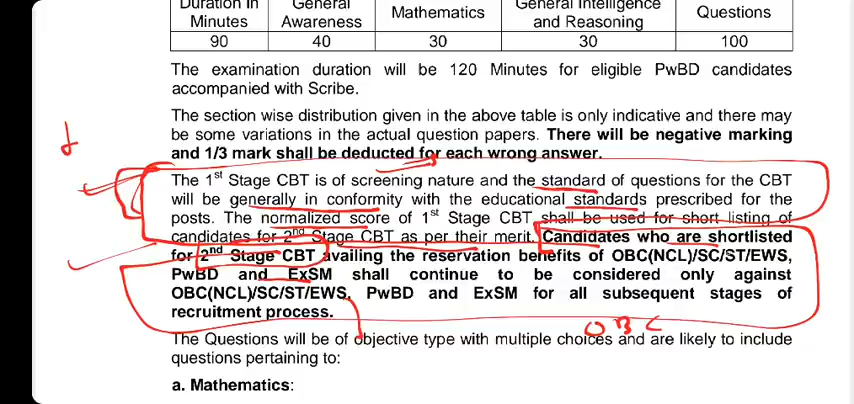 Duration in
General
General Intelligence
Minutes
Awareness
Mathematics
and Reasoning
Questions
90
40
30
30
100
The examination duration will be 120 Minutes for eligible PwBD candidates
accompanied with Scribe.
The section wise distribution given in the above table is only indicative and there may
be some variations in the actual question papers. There will be negative marking
and 1/3 mark shall be deducted for each wrong answer.
The 1st Stage CBT is of screening nature and the standard of questions for the CBT
will be generally in conformity with the educational standards prescribed for the
posts. The normalized score of 1st Stage CBT shall be used for short listing of
candidates for 2nd Stage CBT as per their merit. Candidates who are shortlisted
for 2nd Stage CBT availing the reservation benefits of OBC(NCL)/SC/ST/EWS,
PwBD and ExSM shall continue to be considered only against
OBC(NCL)/SC/ST/EWS, PwBD and ExSM for all subsequent stages of
recruitment process.
OBC
The Questions will be of objective type with multiple choices and are likely to include
questions pertaining to:
a. Mathematics: